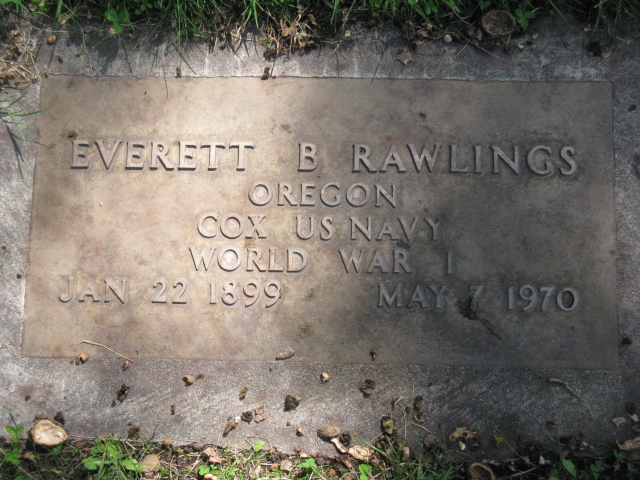 EVERETT B RAWLINGS
OREGON
COX US NAVY
WORLD WAR I
JAN 22 1899 MAY 7 1970